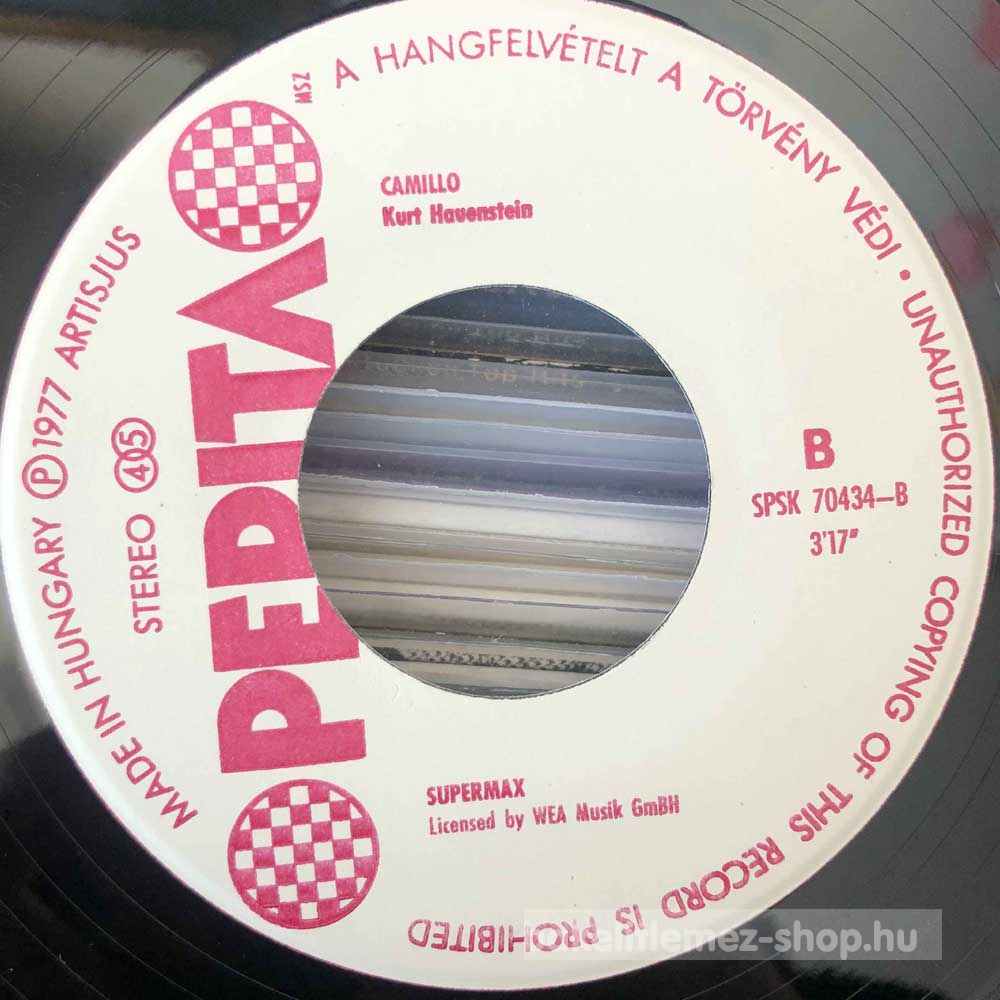 A HANGFELVÉTELT A TÖRVÉNY VÉDI • UNAUTHORIZED COPYING OF THIS RECORD IS PROHIBITED
MADE IN HUNGARY Ⓟ 1977 ARTISJUS
STEREO 45
PEPITA
MSZ
CAMILLO
Kurt Hauenstein
B
SPSK 70434-B
3'17"
SUPERMAX
Licensed by WEA Musik GmBH